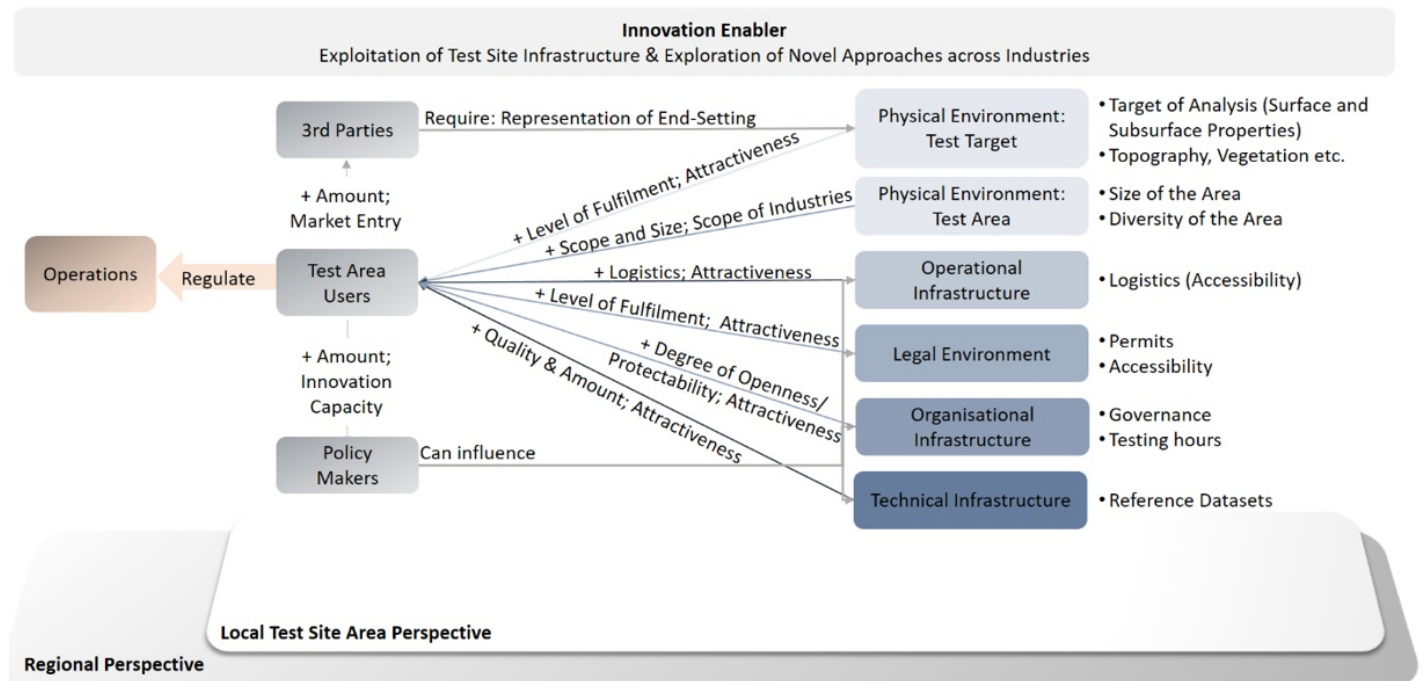 Innovation Enabler
Exploitation of Test Site Infrastructure & Exploration of Novel Approaches across Industries
3rd Parties
Require: Representation of End-Setting
Physical Environment:
Test Target
• Target of Analysis (Surface and
Subsurface Properties)
• Topography, Vegetation etc.
+ Level of Fulfilment; Attractiveness
+ Amount;
Market Entry
+ Scope and Size; Scope of Industries
Physical Environment:
Test Area
• Size of the Area
• Diversity of the Area
Operations
Regulate
Test Area
Users
+ Logistics; Attractiveness
Operational
Infrastructure
• Logistics (Accessibility)
+ Level of Fulfilment; Attractiveness
Legal Environment
• Permits
• Accessibility
+ Amount;
Innovation
Capacity
+ Degree of Openness/
Protectability; Attractiveness
Organisational
Infrastructure
• Governance
• Testing hours
+ Quality & Amount; Attractiveness
Policy
Makers
Can influence
Technical Infrastructure
• Reference Datasets
Local Test Site Area Perspective
Regional Perspective